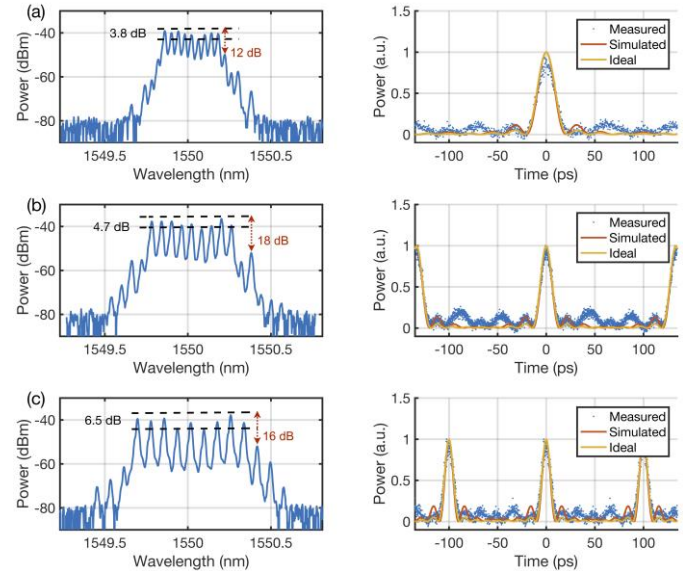 (a)
3.8 dB
12 dB
-40
-60
-80
Power (dBm)
1549.5
1550
1550.5
Wavelength (nm)
1.5
1
0.5
0
Power (a.u.)
Measured
Simulated
Ideal
-100
-50
0
50
100
Time (ps)
(b)
4.7 dB
18 dB
-40
-60
-80
Power (dBm)
1549.5
1550
1550.5
Wavelength (nm)
1.5
1
0.5
0
Power (a.u.)
Measured
Simulated
Ideal
-100
-50
0
50
100
Time (ps)
(c)
6.5 dB
16 dB
-40
-60
-80
Power (dBm)
1549.5
1550
1550.5
Wavelength (nm)
1.5
1
0.5
0
Power (a.u.)
Measured
Simulated
Ideal
-100
-50
0
50
100
Time (ps)